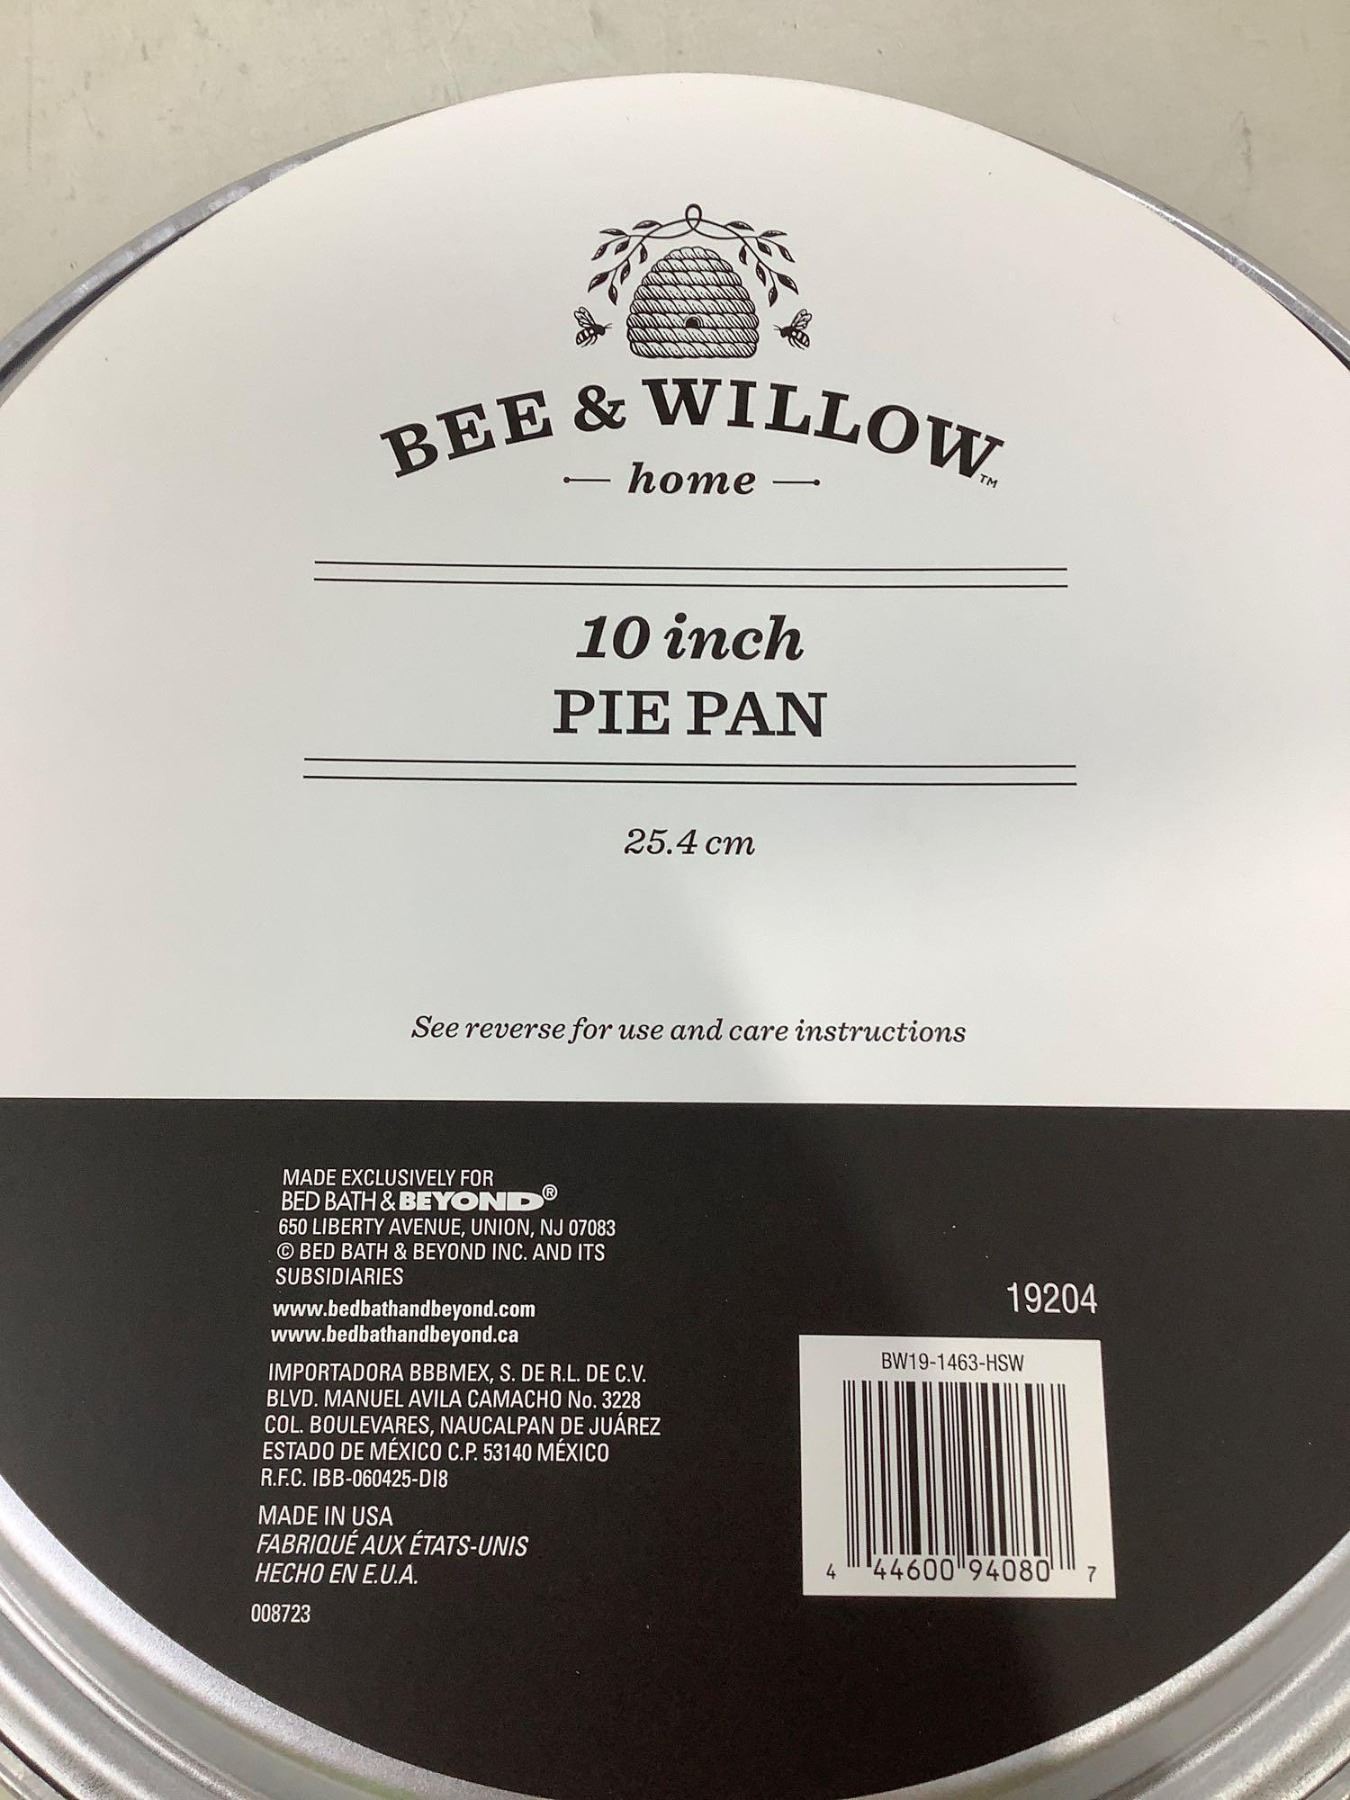 BEE & WILLOW™
home
10 inch
PIE PAN
25.4 cm
See reverse for use and care instructions
MADE EXCLUSIVELY FOR
BED BATH & BEYOND®
650 LIBERTY AVENUE, UNION, NJ 07083
© BED BATH & BEYOND INC. AND ITS
SUBSIDIARIES
www.bedbathandbeyond.com
www.bedbathandbeyond.ca
IMPORTADORA BBBMEX, S. DE R.L. DE C.V.
BLVD. MANUEL AVILA CAMACHO No. 3228
COL. BOULEVARES, NAUCALPAN DE JUÁREZ
ESTADO DE MÉXICO C.P. 53140 MÉXICO
R.F.C. IBB-060425-DI8
MADE IN USA
FABRIQUÉ AUX ÉTATS-UNIS
HECHO EN E.U.A.
008723
19204
BW19-1463-HSW
4 44600 94080 7